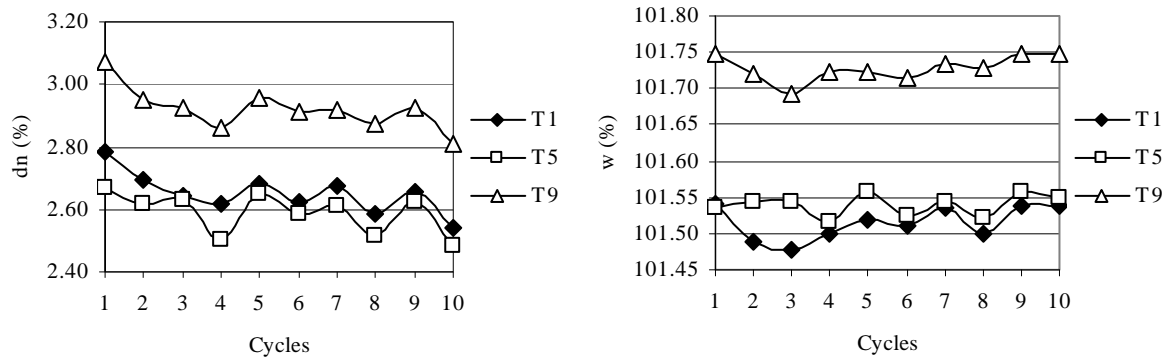 3.20
3.00
2.80
2.60
2.40
dn (%)
1 2 3 4 5 6 7 8 9 10
Cycles
T1
T5
T9
101.80
101.75
101.70
101.65
101.60
101.55
101.50
101.45
w (%)
1 2 3 4 5 6 7 8 9 10
Cycles
T1
T5
T9